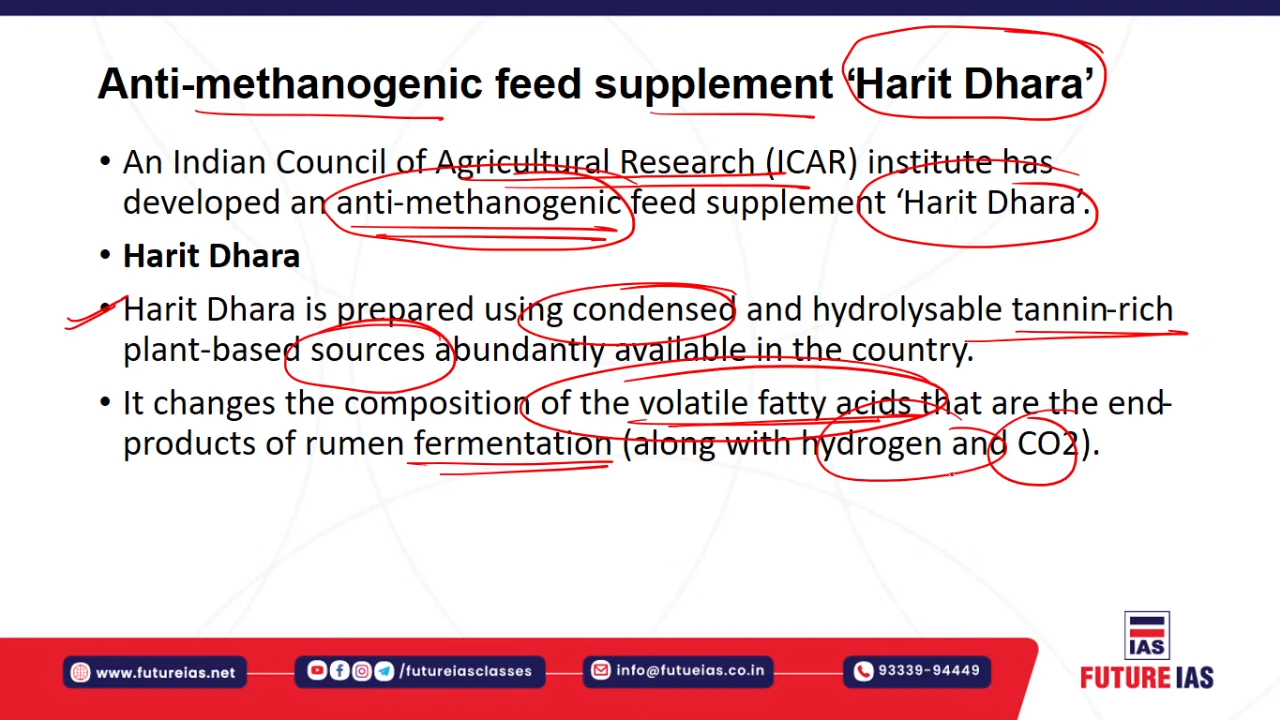 Anti-methanogenic feed supplement ‘Harit Dhara’
• An Indian Council of Agricultural Research (ICAR) institute has
developed an anti-methanogenic feed supplement ‘Harit Dhara’.
• Harit Dhara
• Harit Dhara is prepared using condensed and hydrolysable tannin-rich
plant-based sources abundantly available in the country.
• It changes the composition of the volatile fatty acids that are the end-
products of rumen fermentation (along with hydrogen and CO2).
IAS
FUTURE IAS
www.futureias.net
/futureiasclasses
info@futueias.co.in
93339-94449